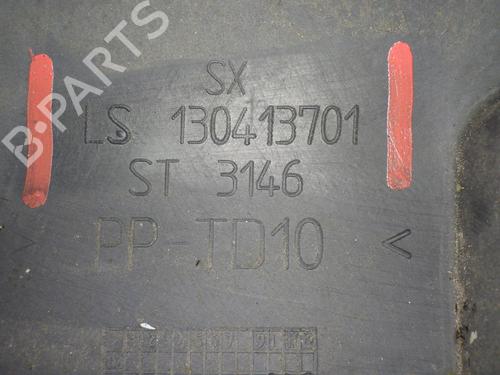 B-PARTS
SX
LS 130413701
ST 3146
> PP-TD10 <